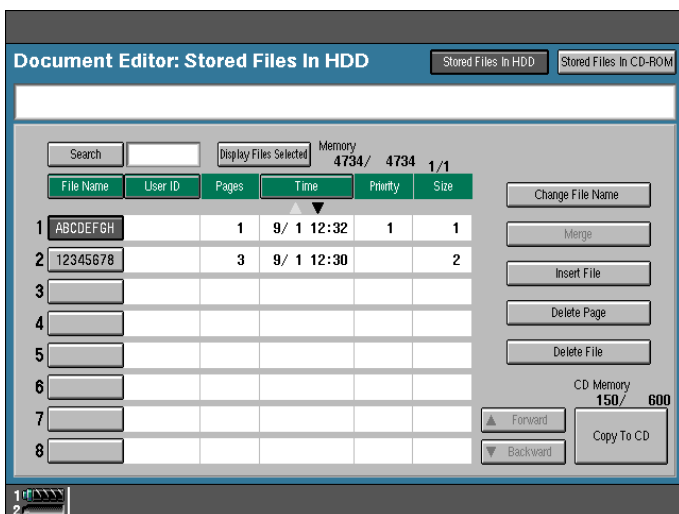 Document Editor: Stored Files In HDD Stored Files In HDD Stored Files In CD-ROM
Search Display Files Selected Memory 4734/ 4734 1/1
File Name User ID Pages Time Priority Size
1 ABCDEFGH 1 9/ 1 12:32 1 1
2 12345678 3 9/ 1 12:30 2
3
4
5
6
7
8
Change File Name
Merge
Insert File
Delete Page
Delete File
CD Memory
150/ 600
▲ Forward
▼ Backward
Copy To CD
1
2